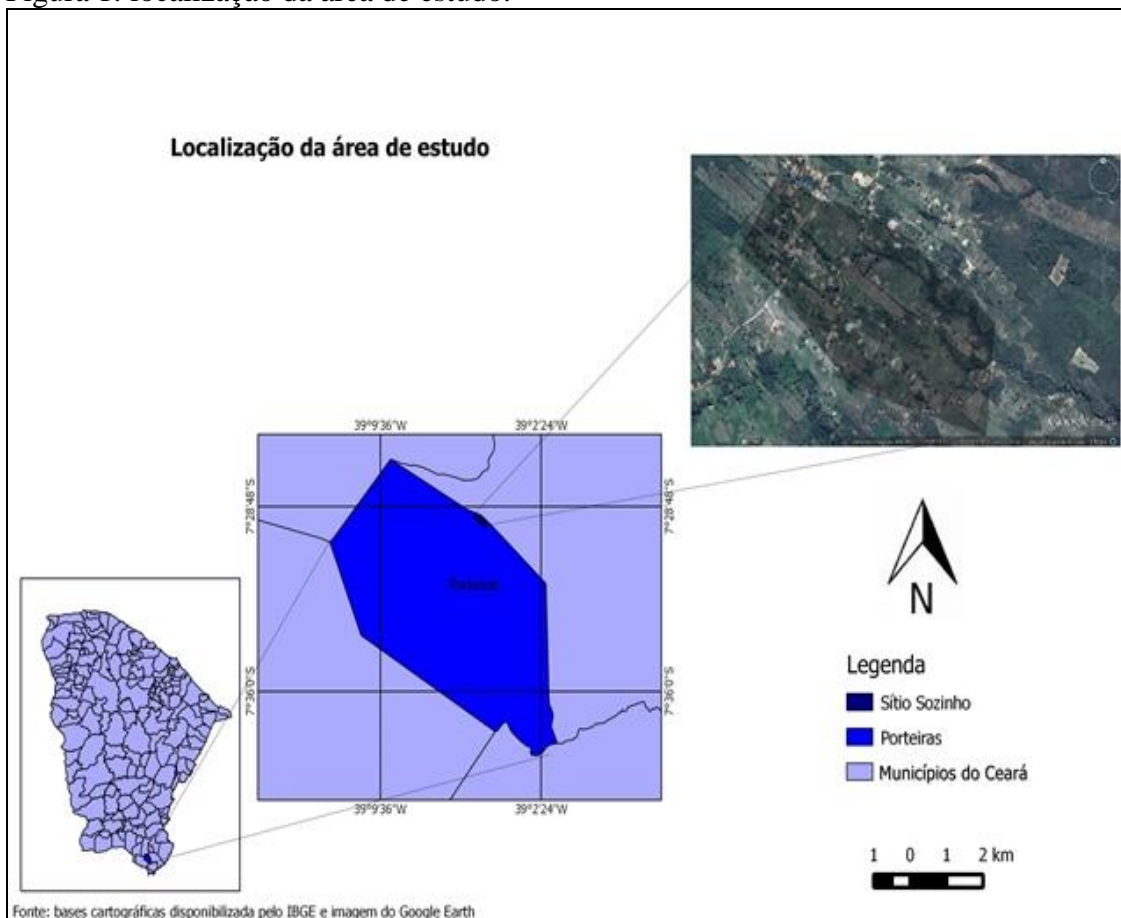 Figura 1: localização da área de estudo.
Localização da área de estudo
39°9'36"W
39°2'24"W
7°28'48"S
7°28'48"S
Porteiras
7°36'0"S
7°36'0"S
39°9'36"W
39°2'24"W
N
Legenda
Sítio Sozinho
Porteiras
Municípios do Ceará
1 0 1 2 km
Fonte: bases cartográficas disponibilizada pelo IBGE e imagem do Google Earth